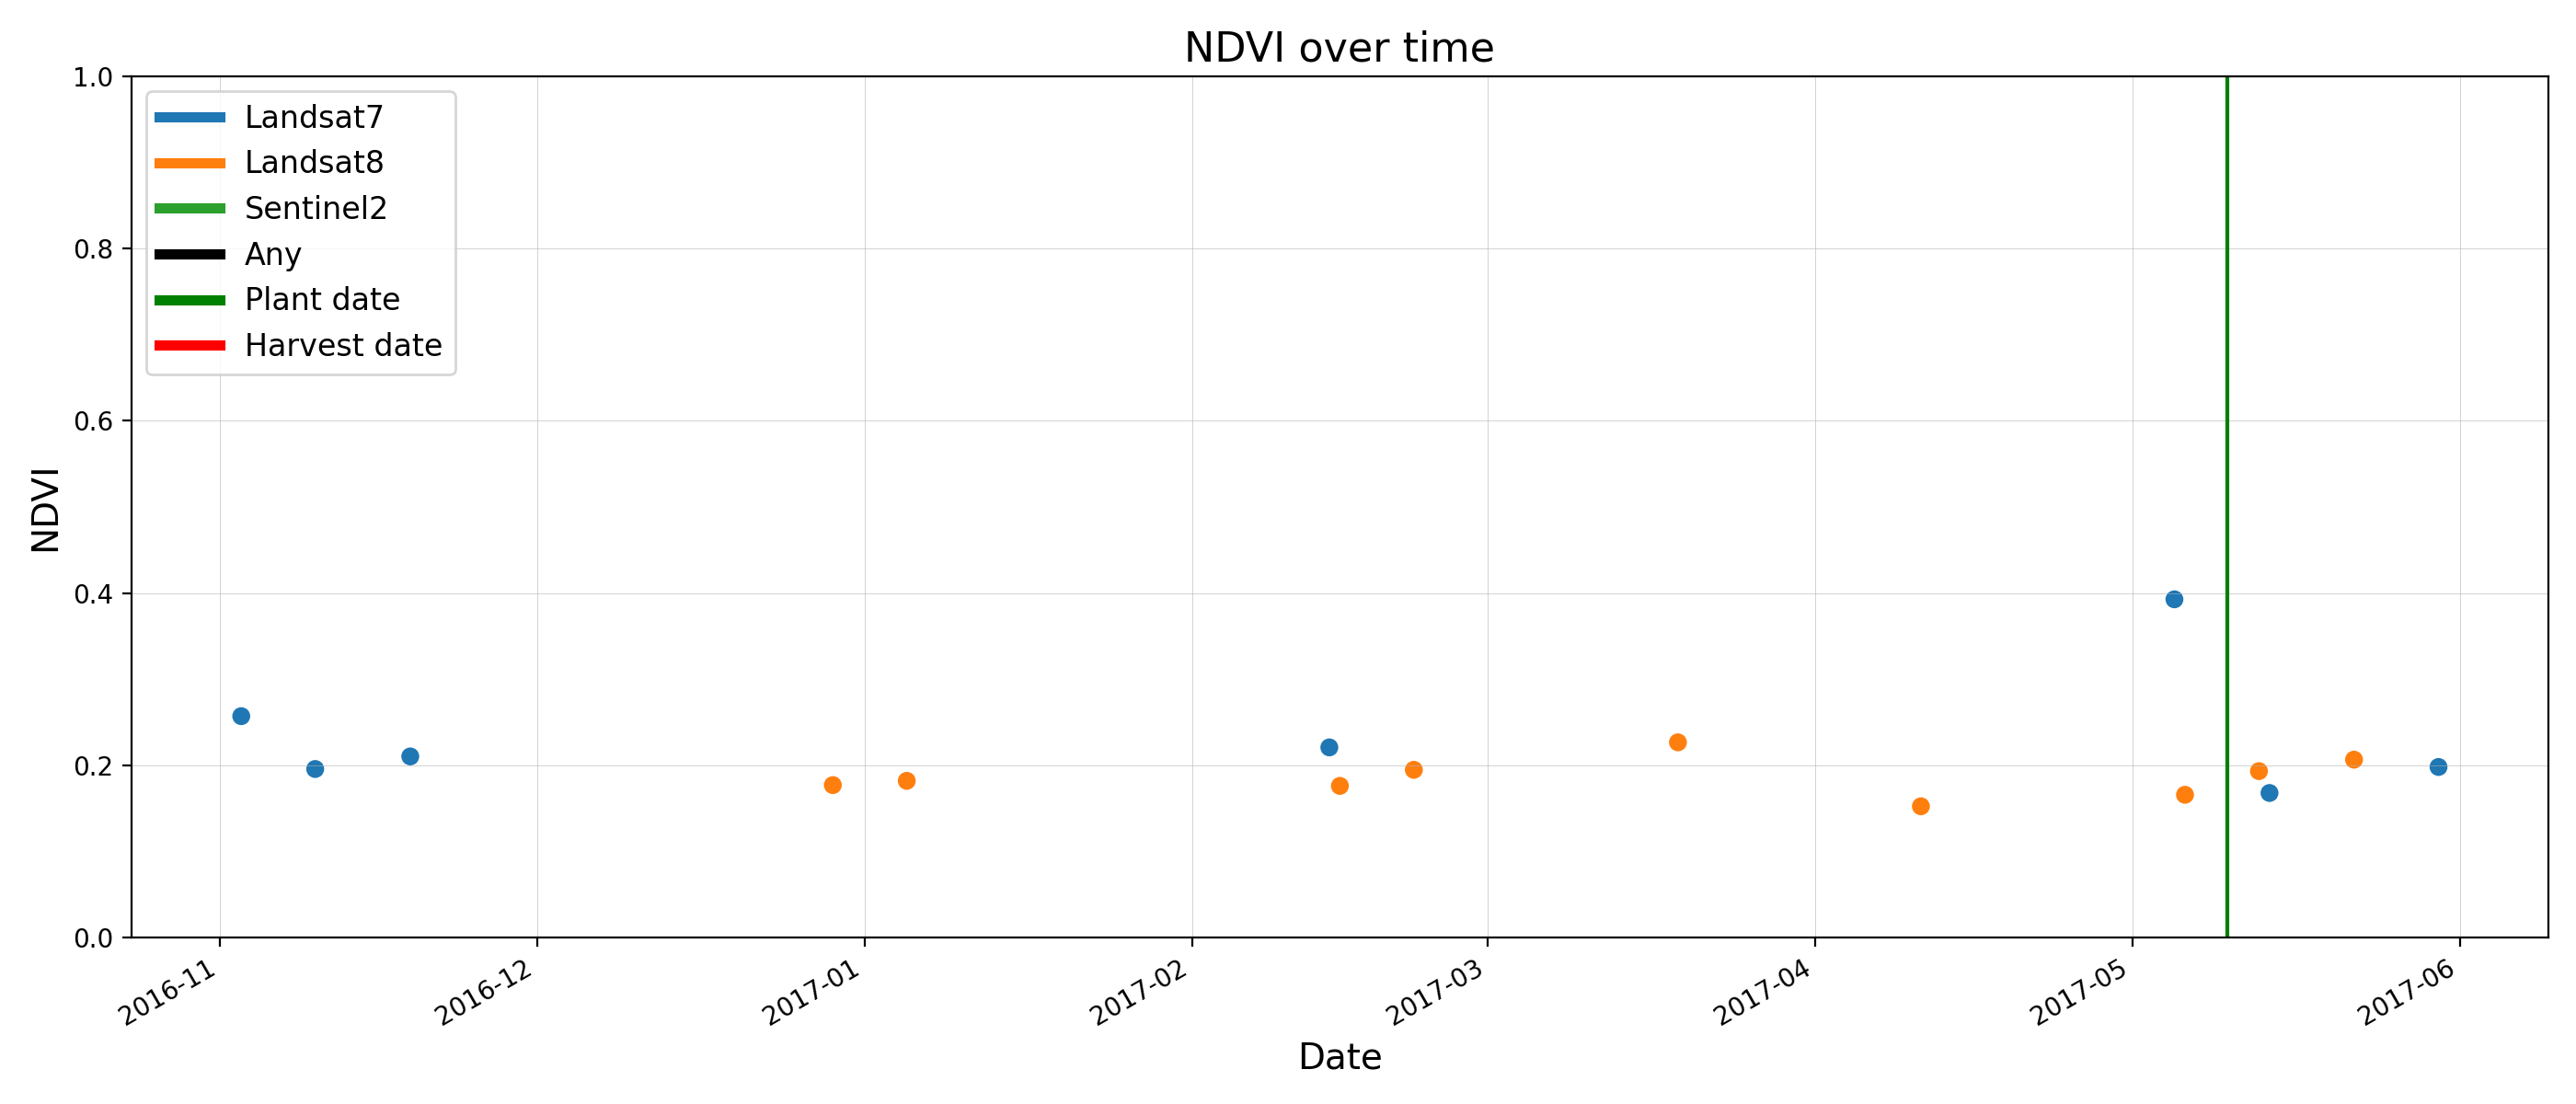 NDVI over time
1.0
0.8
0.6
0.4
0.2
0.0
NDVI
Landsat7
Landsat8
Sentinel2
Any
Plant date
Harvest date
2016-11
2016-12
2017-01
2017-02
2017-03
2017-04
2017-05
2017-06
Date